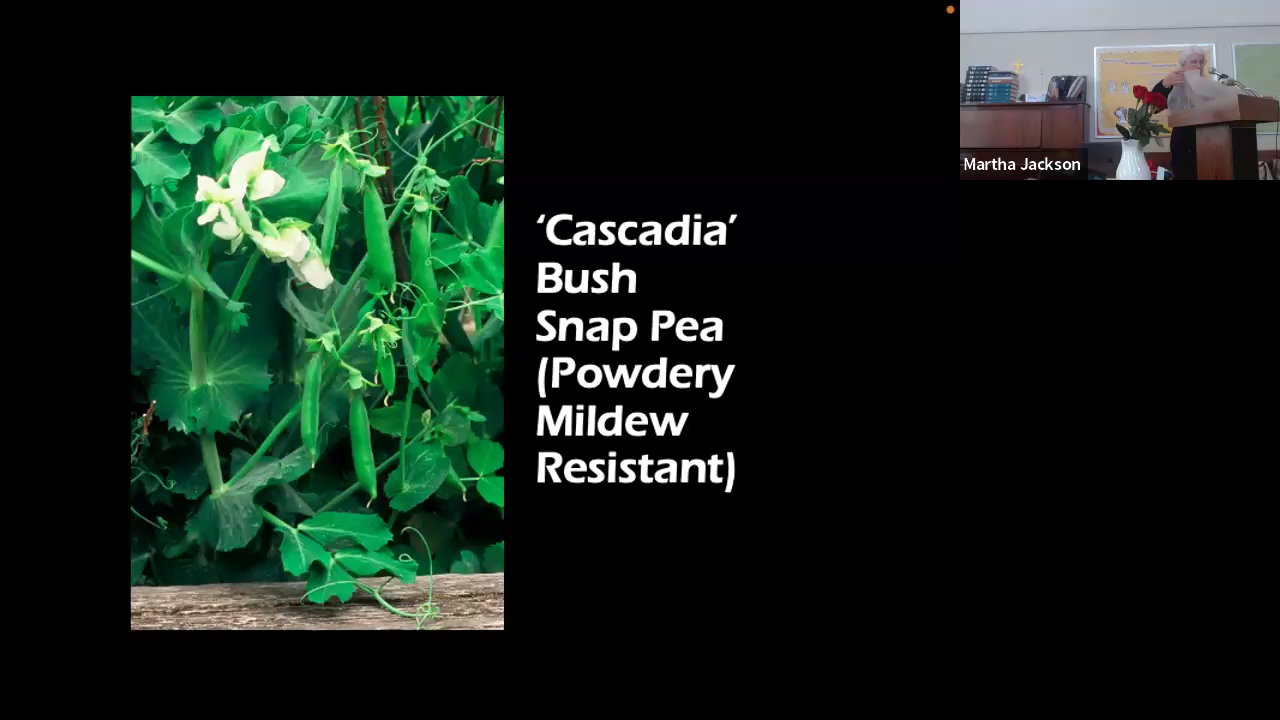 ‘Cascadia’
Bush
Snap Pea
(Powdery
Mildew
Resistant)
Martha Jackson